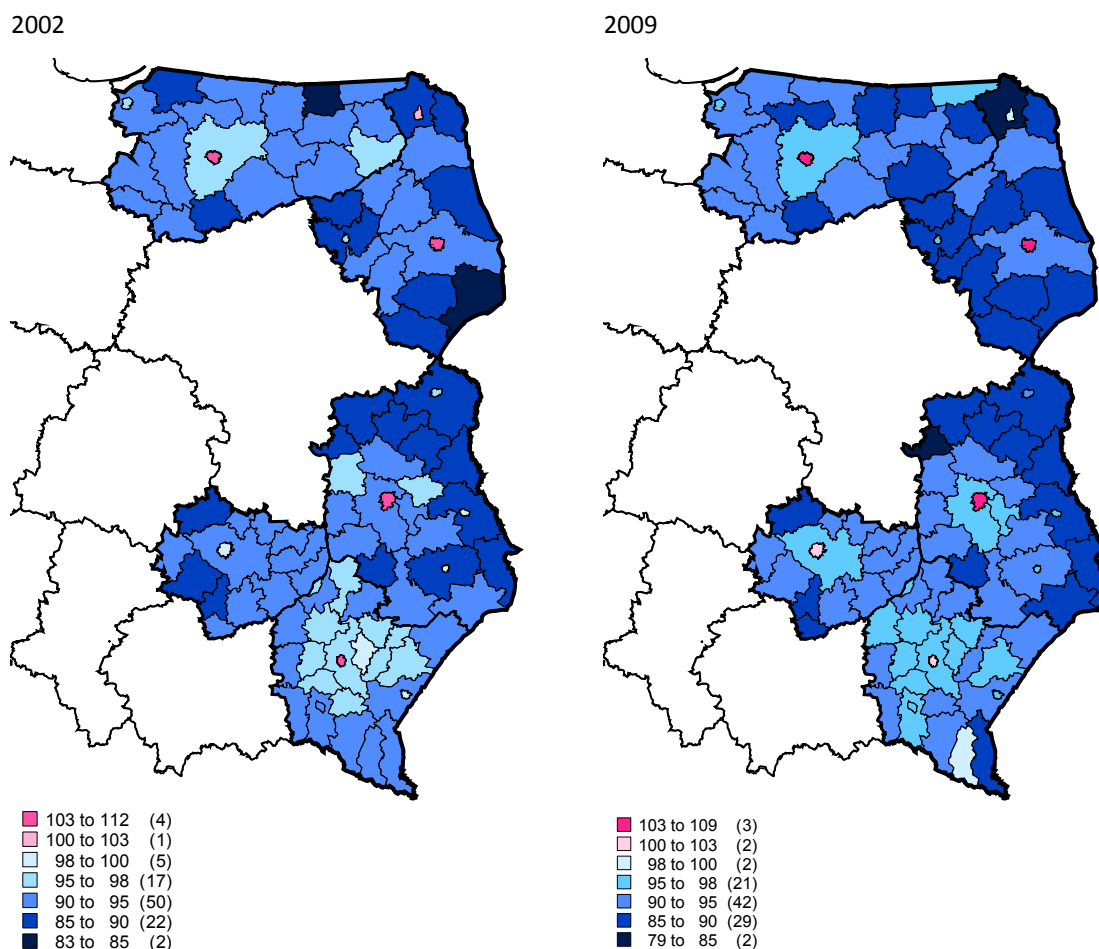 2002
2009
103 to 112 (4)
100 to 103 (1)
98 to 100 (5)
95 to 98 (17)
90 to 95 (50)
85 to 90 (22)
83 to 85 (2)
103 to 109 (3)
100 to 103 (2)
98 to 100 (2)
95 to 98 (21)
90 to 95 (42)
85 to 90 (29)
79 to 85 (2)